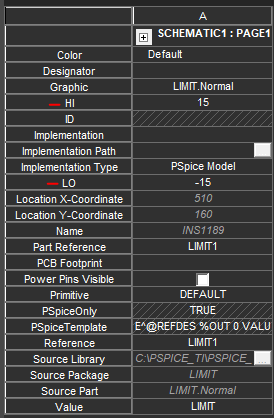 A
SCHEMATIC1 : PAGE1
Color Default
Designator
Graphic LIMIT.Normal
HI 15
ID
Implementation
Implementation Path
Implementation Type PSpice Model
LO -15
Location X-Coordinate 510
Location Y-Coordinate 160
Name INS1189
Part Reference LIMIT1
PCB Footprint
Power Pins Visible
Primitive DEFAULT
PSpiceOnly TRUE
PSpiceTemplate E^@REFDES %OUT 0 VALU
Reference LIMIT1
Source Library C:\PSPICE_TI\PSPICE_ ...
Source Package LIMIT
Source Part LIMIT.Normal
Value LIMIT